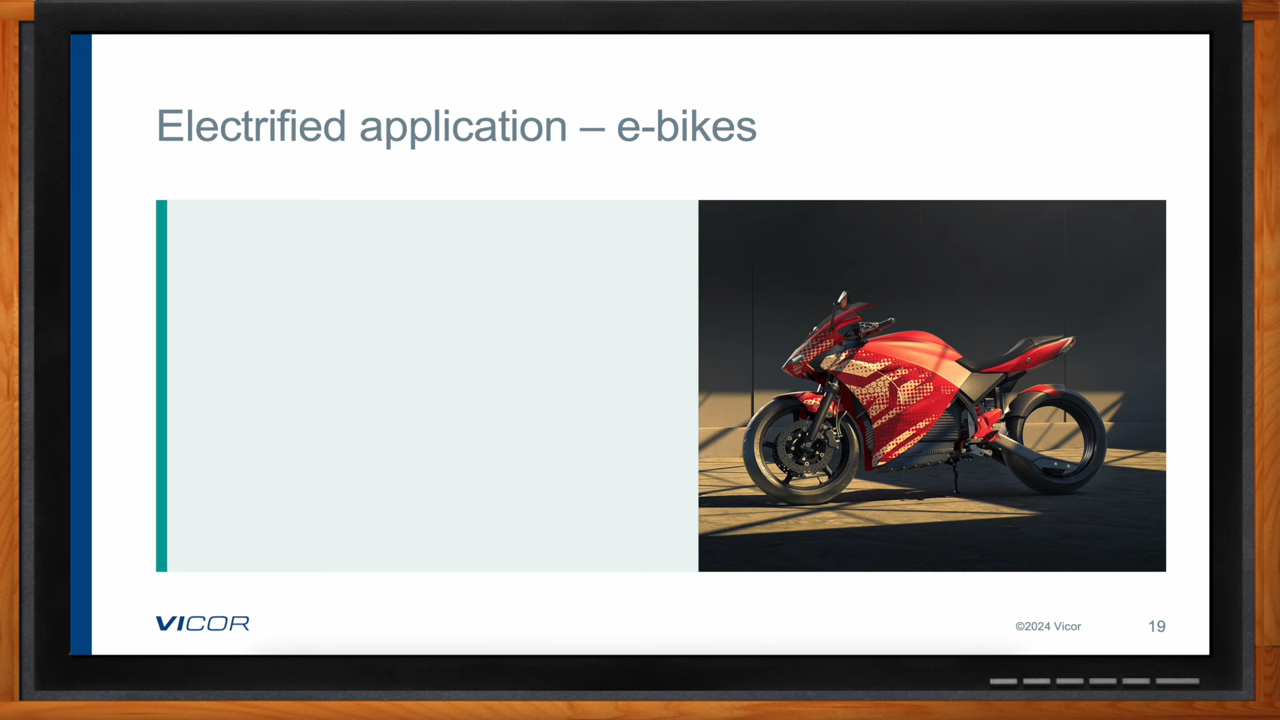 Electrified application – e-bikes
VICOR
©2024 Vicor
19